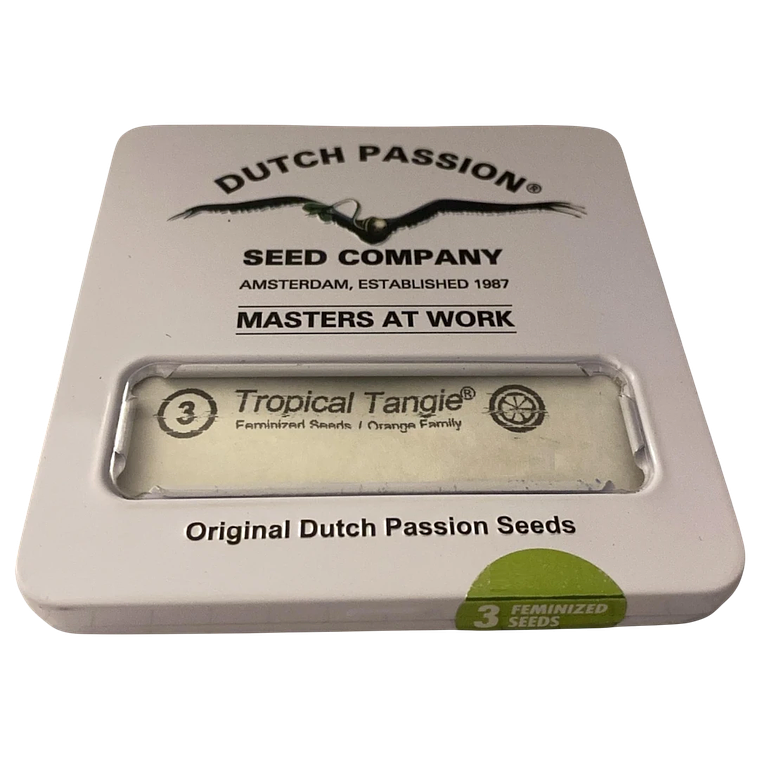 DUTCH PASSION®
SEED COMPANY
AMSTERDAM, ESTABLISHED 1987
MASTERS AT WORK
3 Tropical Tangie®
Feminized Seeds / Orange Family
Original Dutch Passion Seeds
3 FEMINIZED
SEEDS